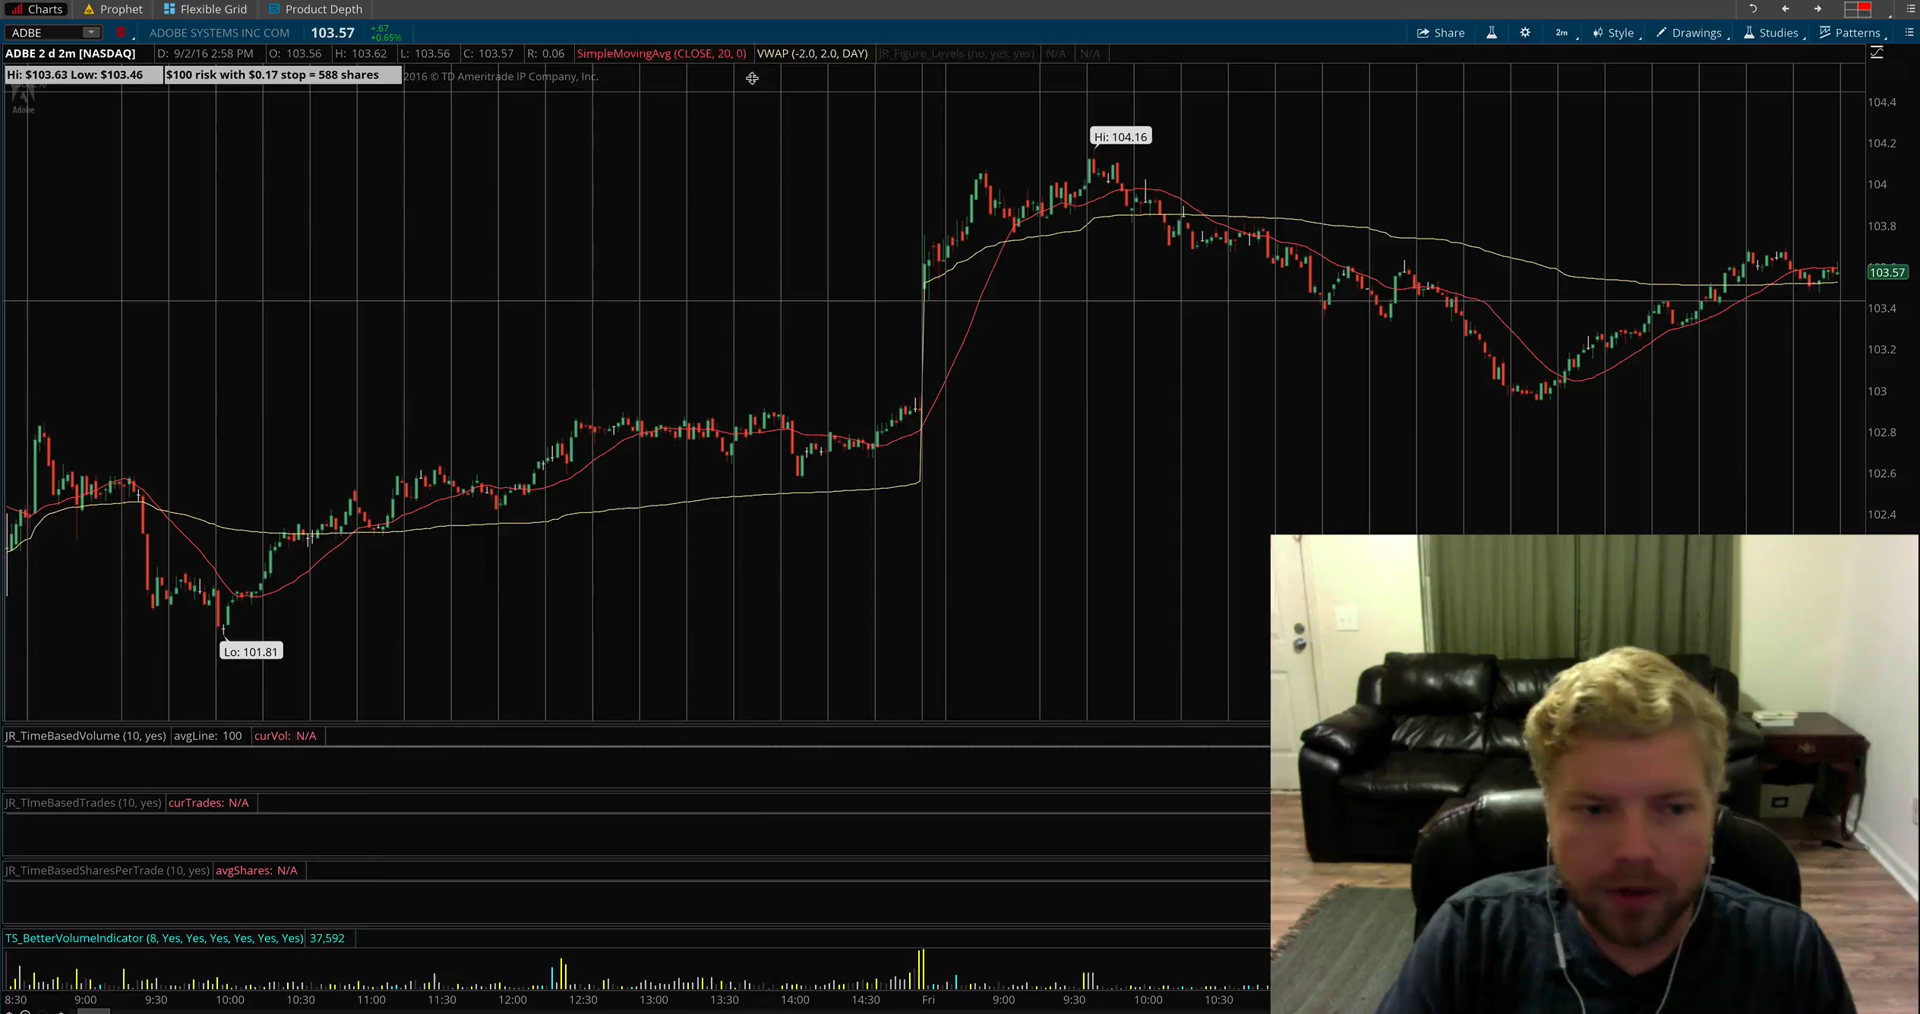 Charts Prophet Flexible Grid Product Depth
ADBE ADOBE SYSTEMS INC COM 103.57 +.67 +0.65% Share 2m Style Drawings Studies Patterns
ADBE 2 d 2m [NASDAQ] D: 9/2/16 2:58 PM O: 103.56 H: 103.62 L: 103.56 C: 103.57 R: 0.06 SimpleMovingAvg (CLOSE, 20, 0) VWAP (-2.0, 2.0, DAY) JR_Figure_Levels (no, yes, yes) N/A N/A
Hi: $103.63 Low: $103.46 $100 risk with $0.17 stop = 588 shares 2016 © TD Ameritrade IP Company, Inc.
Adobe
104.4
Hi: 104.16
104.2
104
103.8
103.57
103.4
103.2
103
102.8
102.6
102.4
Lo: 101.81
JR_TimeBasedVolume (10, yes) avgLine: 100 curVol: N/A
JR_TImeBasedTrades (10, yes) curTrades: N/A
JR_TimeBasedSharesPerTrade (10, yes) avgShares: N/A
TS_BetterVolumeIndicator (8, Yes, Yes, Yes, Yes, Yes, Yes) 37,592
8:30 9:00 9:30 10:00 10:30 11:00 11:30 12:00 12:30 13:00 13:30 14:00 14:30 Fri 9:00 9:30 10:00 10:30